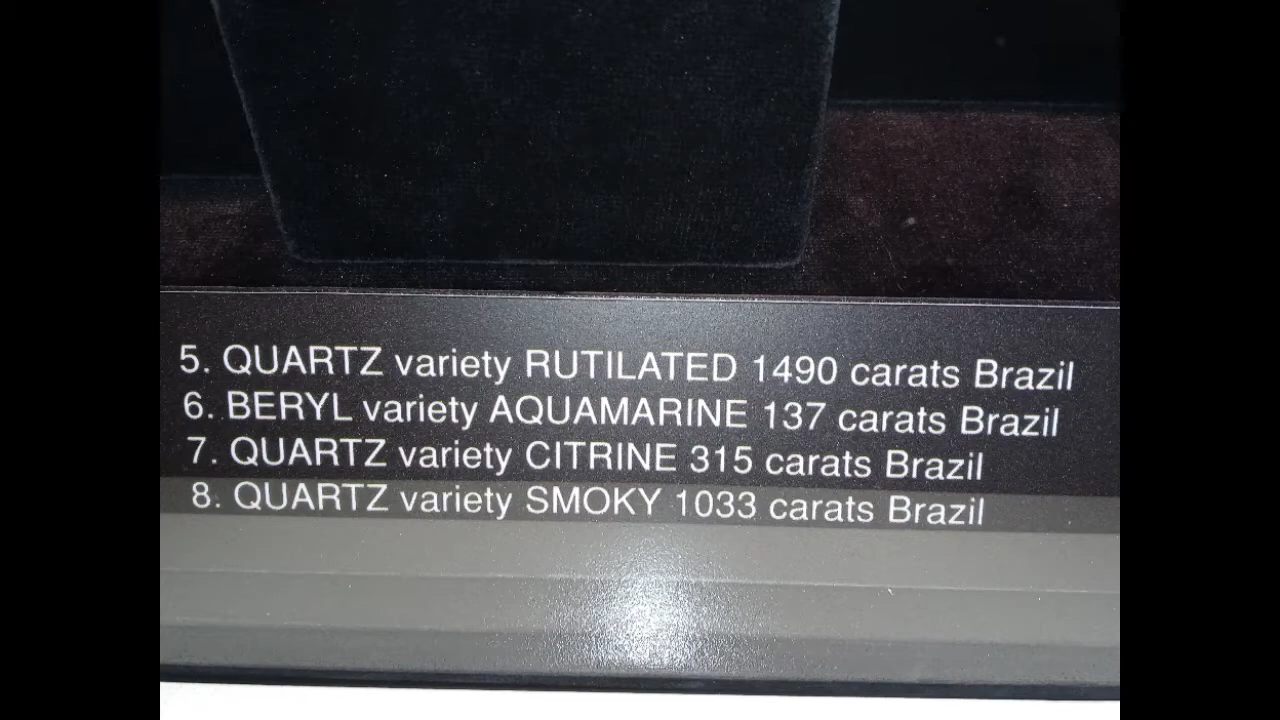 5. QUARTZ variety RUTILATED 1490 carats Brazil
6. BERYL variety AQUAMARINE 137 carats Brazil
7. QUARTZ variety CITRINE 315 carats Brazil
8. QUARTZ variety SMOKY 1033 carats Brazil